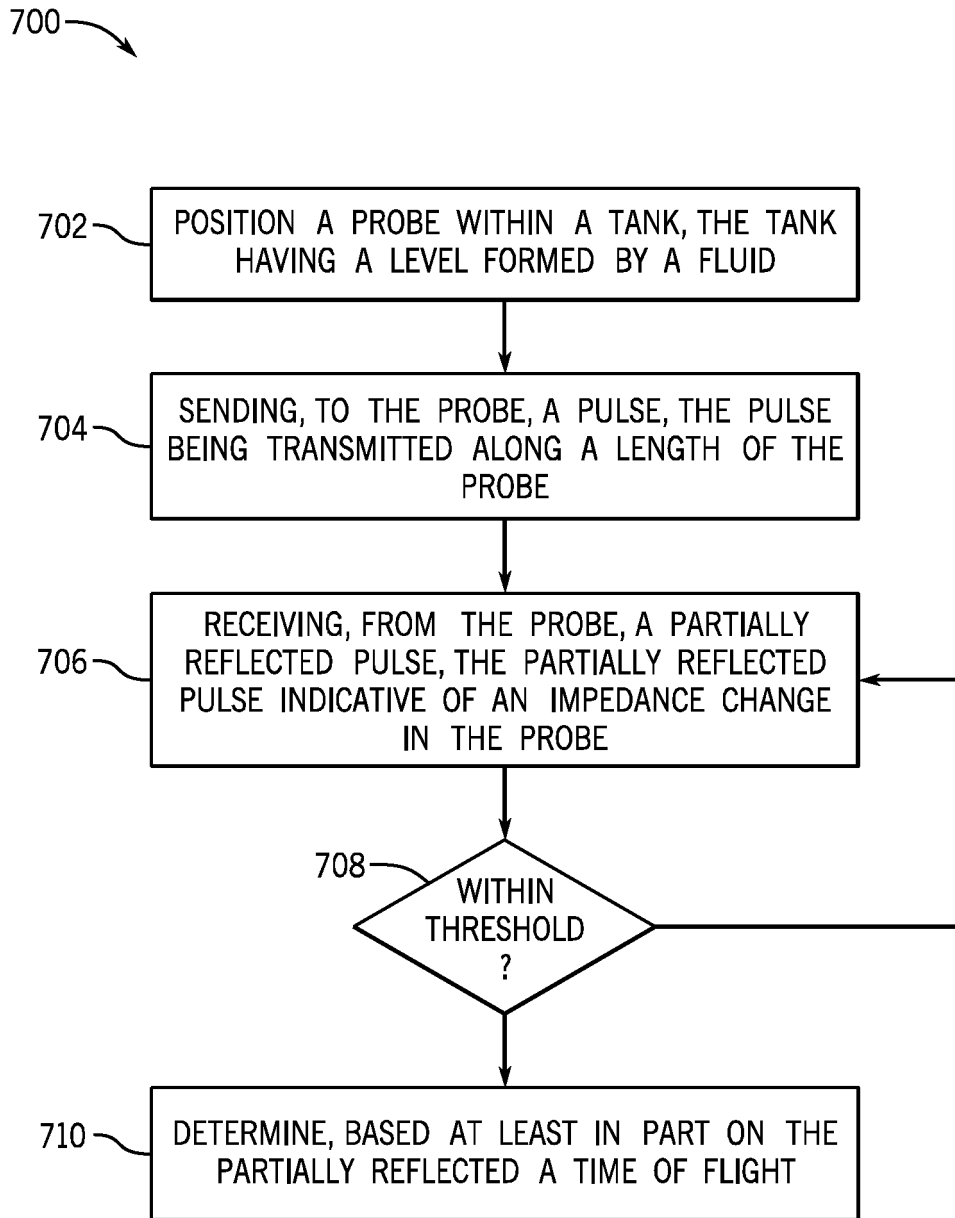 700
702
POSITION A PROBE WITHIN A TANK, THE TANK
HAVING A LEVEL FORMED BY A FLUID
704
SENDING, TO THE PROBE, A PULSE, THE PULSE
BEING TRANSMITTED ALONG A LENGTH OF THE
PROBE
706
RECEIVING, FROM THE PROBE, A PARTIALLY
REFLECTED PULSE, THE PARTIALLY REFLECTED
PULSE INDICATIVE OF AN IMPEDANCE CHANGE
IN THE PROBE
708
WITHIN
THRESHOLD
?
710
DETERMINE, BASED AT LEAST IN PART ON THE
PARTIALLY REFLECTED A TIME OF FLIGHT